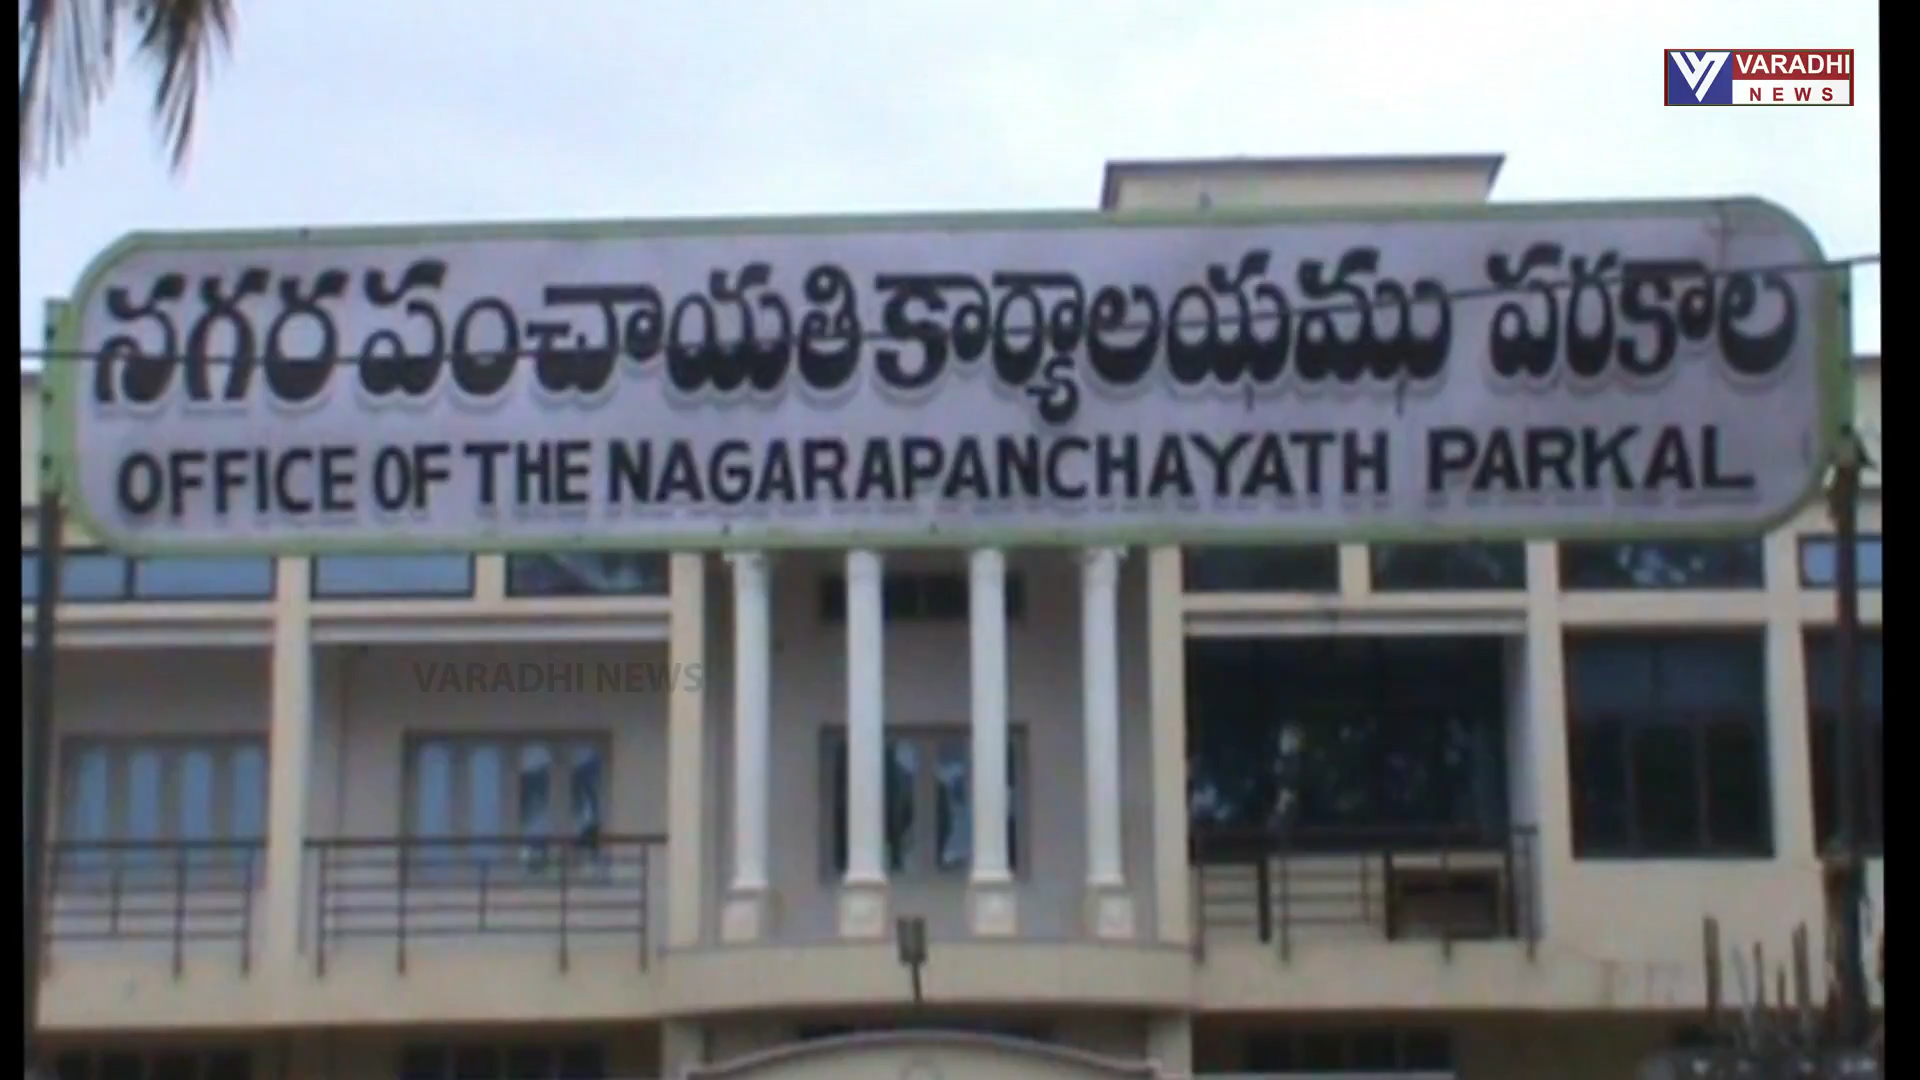 VARADHI
NEWS
నగర పంచాయతి కార్యాలయము పరకాల
OFFICE OF THE NAGARAPANCHAYATH PARKAL
VARADHI NEWS